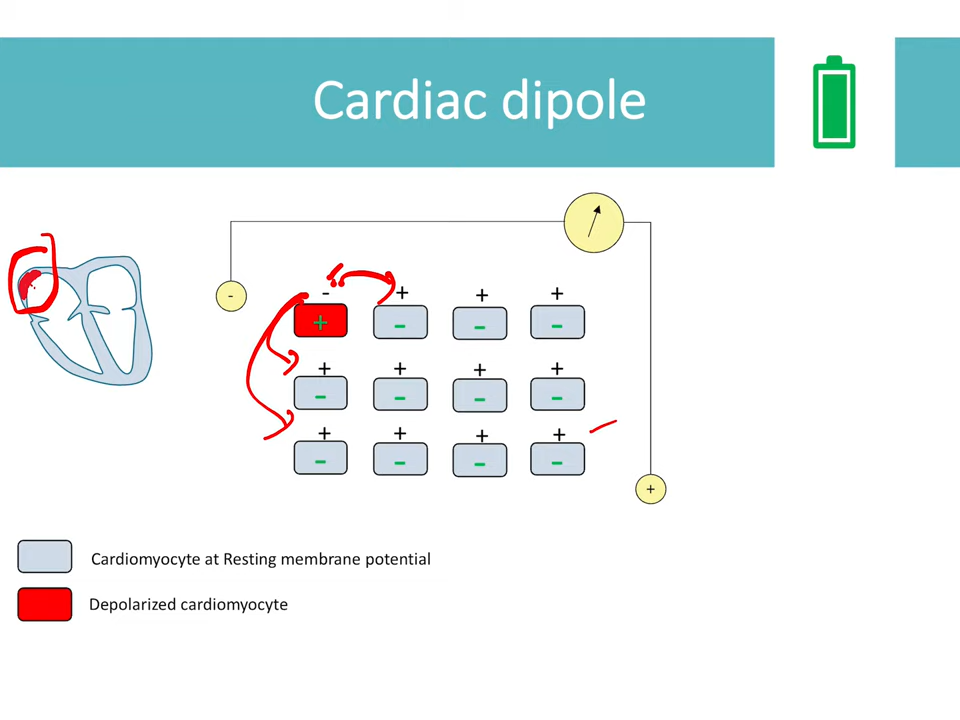 Cardiac dipole
-
- + + +
+ - - -
+ + + +
- - - -
+ + + +
- - - -
+
Cardiomyocyte at Resting membrane potential
Depolarized cardiomyocyte